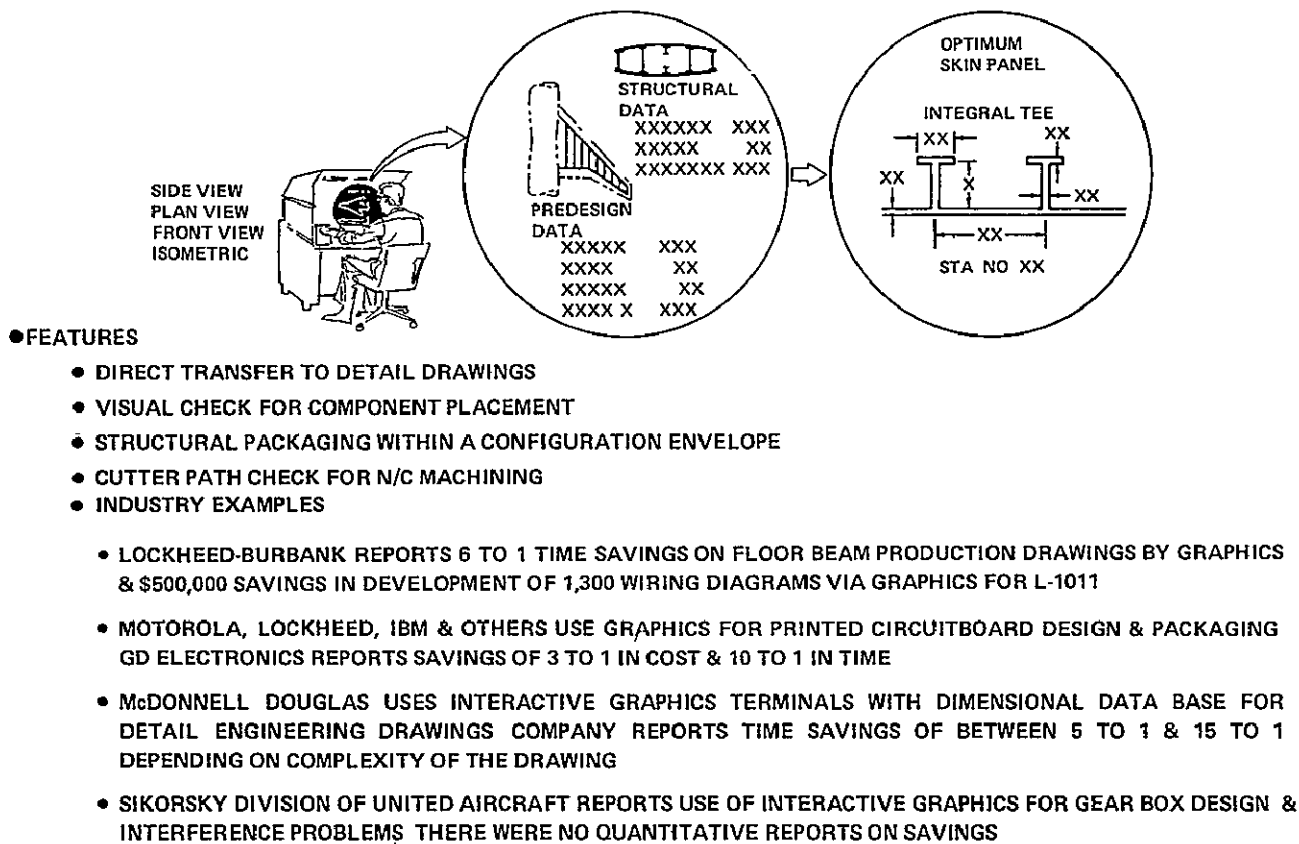 SIDE VIEW
PLAN VIEW
FRONT VIEW
ISOMETRIC
STRUCTURAL
DATA
XXXXXX XXX
XXXXX XX
XXXXXXX XXX
PREDESIGN
DATA
XXXXX XXX
XXXX XX
XXXXX XX
XXXX X XXX
OPTIMUM
SKIN PANEL
INTEGRAL TEE
XX XX
XX X XX
XX
STA NO XX
●FEATURES
● DIRECT TRANSFER TO DETAIL DRAWINGS
● VISUAL CHECK FOR COMPONENT PLACEMENT
● STRUCTURAL PACKAGING WITHIN A CONFIGURATION ENVELOPE
● CUTTER PATH CHECK FOR N/C MACHINING
● INDUSTRY EXAMPLES
● LOCKHEED-BURBANK REPORTS 6 TO 1 TIME SAVINGS ON FLOOR BEAM PRODUCTION DRAWINGS BY GRAPHICS
& $500,000 SAVINGS IN DEVELOPMENT OF 1,300 WIRING DIAGRAMS VIA GRAPHICS FOR L-1011
● MOTOROLA, LOCKHEED, IBM & OTHERS USE GRAPHICS FOR PRINTED CIRCUITBOARD DESIGN & PACKAGING
GD ELECTRONICS REPORTS SAVINGS OF 3 TO 1 IN COST & 10 TO 1 IN TIME
● McDONNELL DOUGLAS USES INTERACTIVE GRAPHICS TERMINALS WITH DIMENSIONAL DATA BASE FOR
DETAIL ENGINEERING DRAWINGS COMPANY REPORTS TIME SAVINGS OF BETWEEN 5 TO 1 & 15 TO 1
DEPENDING ON COMPLEXITY OF THE DRAWING
● SIKORSKY DIVISION OF UNITED AIRCRAFT REPORTS USE OF INTERACTIVE GRAPHICS FOR GEAR BOX DESIGN &
INTERFERENCE PROBLEMS THERE WERE NO QUANTITATIVE REPORTS ON SAVINGS